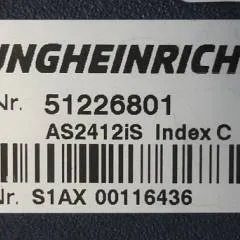 UNGHEINRICH
Nr. 51226801
AS2412iS Index C
Nr. S1AX 00116436